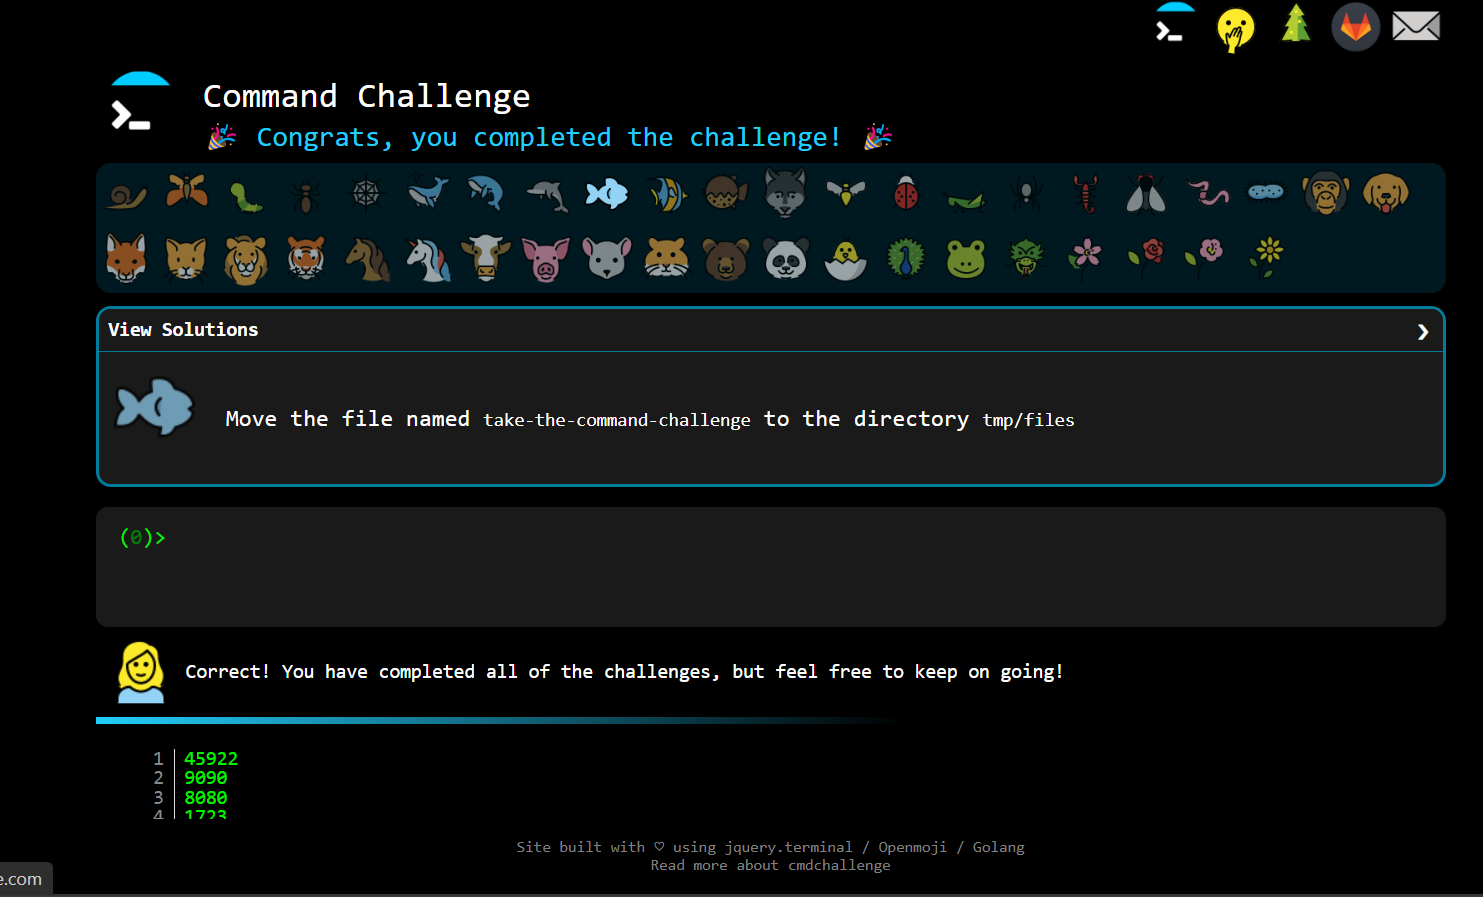 Command Challenge
🎉 Congrats, you completed the challenge! 🎉
View Solutions ❯
Move the file named take-the-command-challenge to the directory tmp/files
(0)>
Correct! You have completed all of the challenges, but feel free to keep on going!
1 45922
2 9090
3 8080
4 1723
Site built with ♡ using jquery.terminal / Openmoji / Golang
Read more about cmdchallenge
e.com